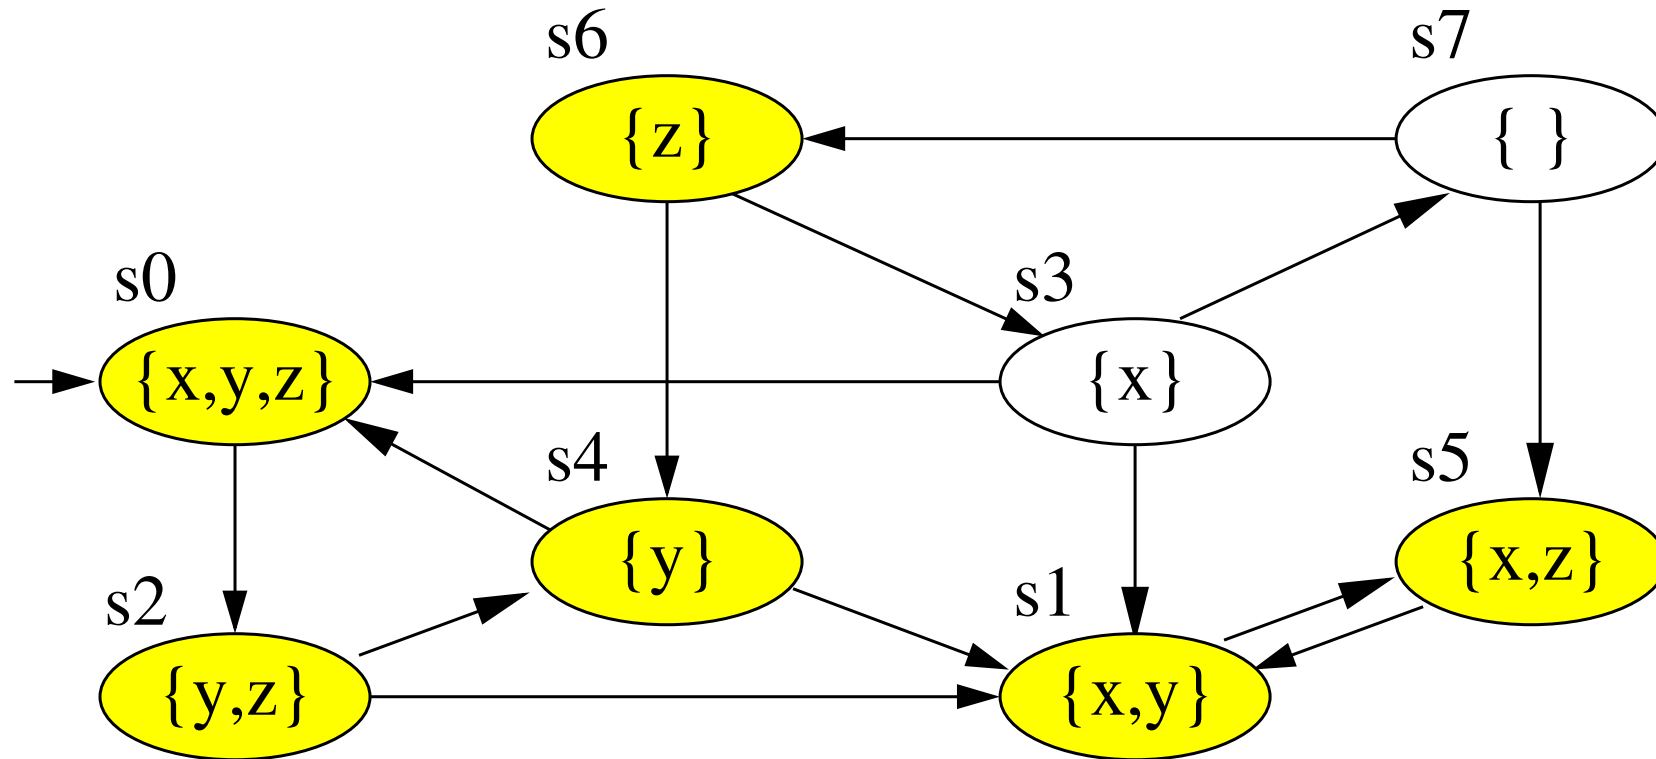 s6
s7
{z}
{ }
s0
s3
{x,y,z}
{x}
s4
s5
{y}
{x,z}
s2
s1
{y,z}
{x,y}